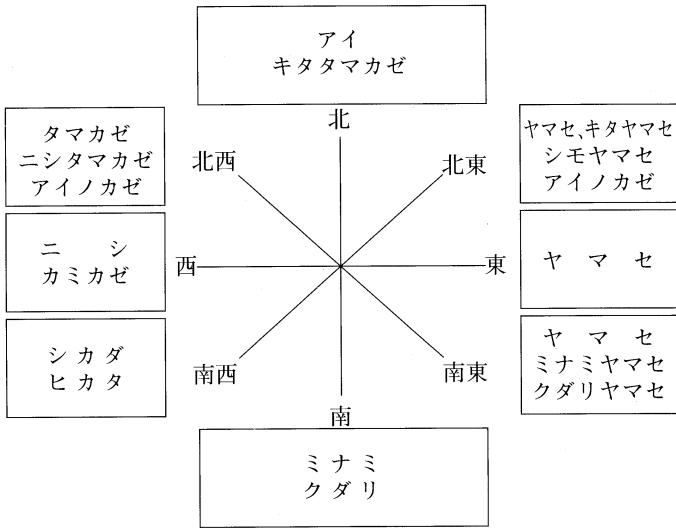 アイ
キタタマカゼ
北
タマカゼ
ニシタマカゼ
アイノカゼ
北西
北東
ヤマセ、キタヤマセ
シモヤマセ
アイノカゼ
ニシ
カミカゼ
西
東
ヤマセ
シカダ
ヒカタ
南西
南東
ヤマセ
ミナミヤマセ
クダリヤマセ
南
ミナミ
クダリ